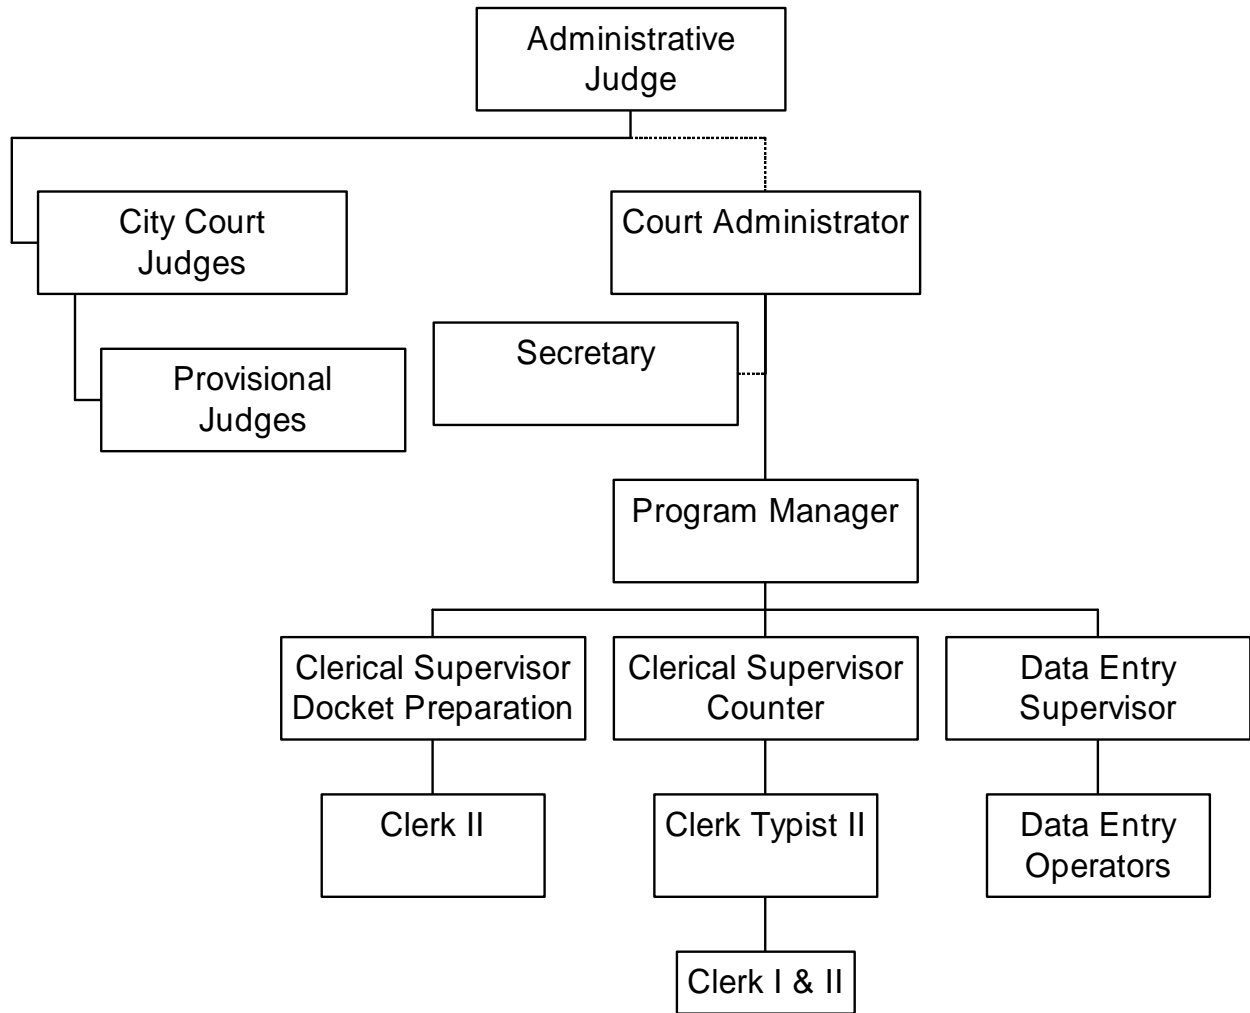 Administrative
Judge
City Court
Judges
Court Administrator
Secretary
Provisional
Judges
Program Manager
Clerical Supervisor
Docket Preparation
Clerical Supervisor
Counter
Data Entry
Supervisor
Clerk II
Clerk Typist II
Data Entry
Operators
Clerk I & II